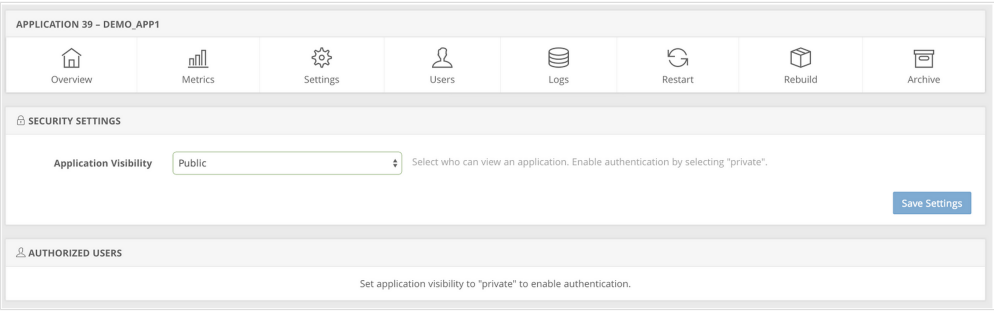 APPLICATION 39 – DEMO_APP1
Overview Metrics Settings Users Logs Restart Rebuild Archive
SECURITY SETTINGS
Application Visibility Public Select who can view an application. Enable authentication by selecting "private".
Save Settings
AUTHORIZED USERS
Set application visibility to "private" to enable authentication.